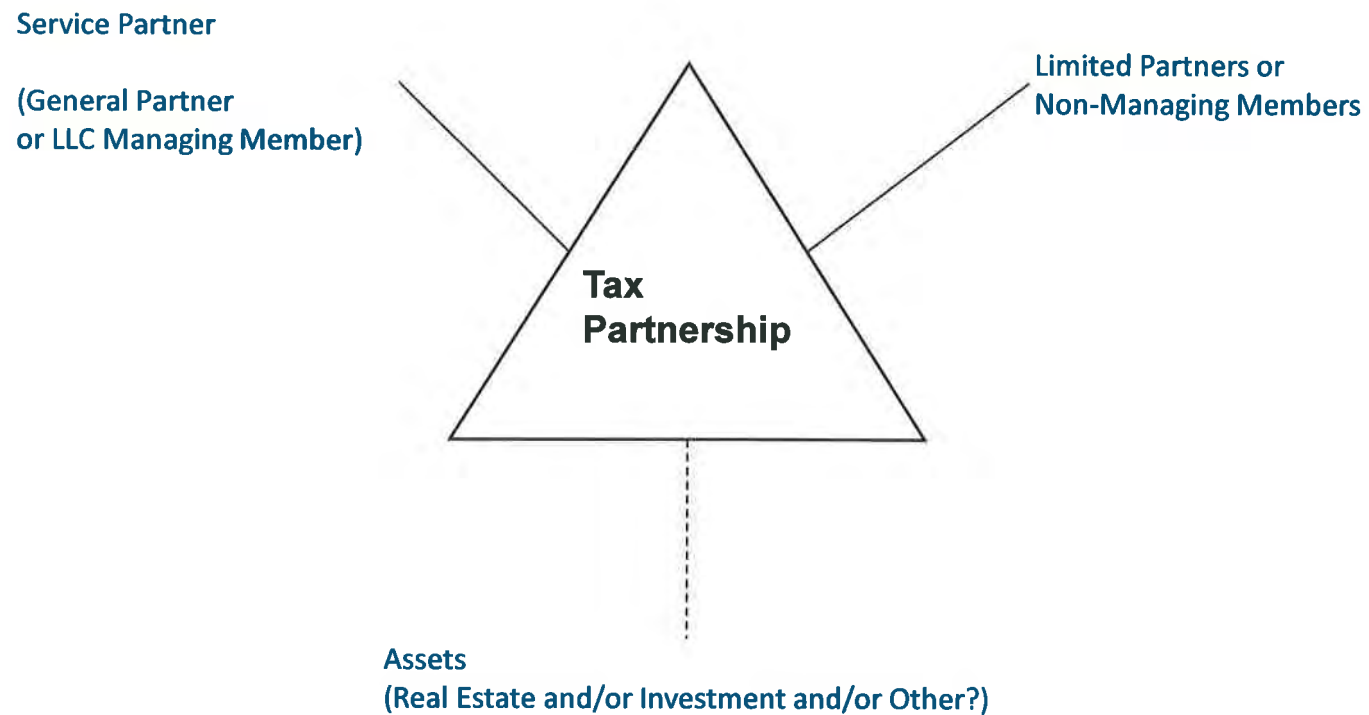 Service Partner
(General Partner
or LLC Managing Member)
Limited Partners or
Non-Managing Members
Tax
Partnership
Assets
(Real Estate and/or Investment and/or Other?)